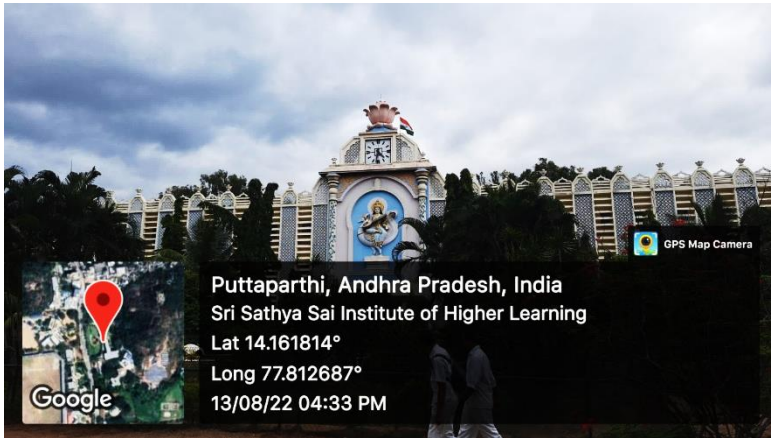 GPS Map Camera
Puttaparthi, Andhra Pradesh, India
Sri Sathya Sai Institute of Higher Learning
Lat 14.161814°
Long 77.812687°
13/08/22 04:33 PM
Google